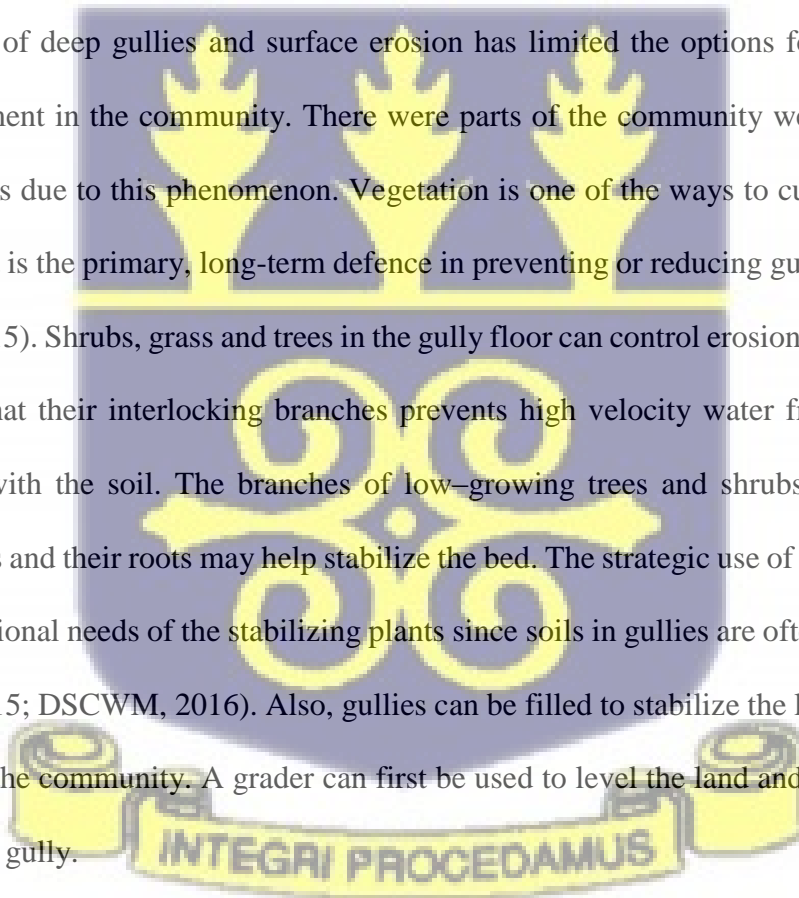 of deep gullies and surface erosion has limited the options fo
ent in the community. There were parts of the community w
s due to this phenomenon. Vegetation is one of the ways to cu
is the primary, long-term defence in preventing or reducing gu
5). Shrubs, grass and trees in the gully floor can control erosion
at their interlocking branches prevents high velocity water fr
with the soil. The branches of low–growing trees and shrubs
s and their roots may help stabilize the bed. The strategic use of
ional needs of the stabilizing plants since soils in gullies are oft
15; DSCWM, 2016). Also, gullies can be filled to stabilize the l
he community. A grader can first be used to level the land and
gully.
INTEGRI PROCEDAMUS